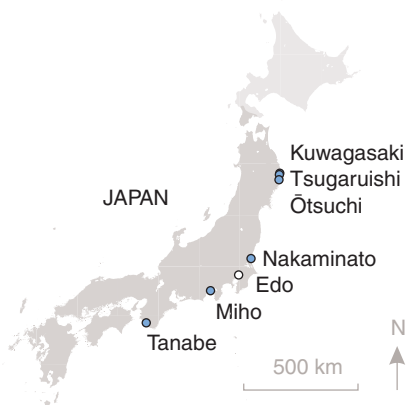 Kuwagasaki
Tsugaruishi
JAPAN
Ōtsuchi
Nakaminato
Edo
Miho
Tanabe
500 km
N